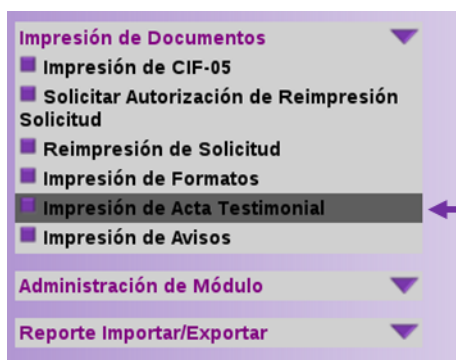 Impresión de Documentos
Impresión de CIF-05
Solicitar Autorización de Reimpresión
Solicitud
Reimpresión de Solicitud
Impresión de Formatos
Impresión de Acta Testimonial
Impresión de Avisos
Administración de Módulo
Reporte Importar/Exportar